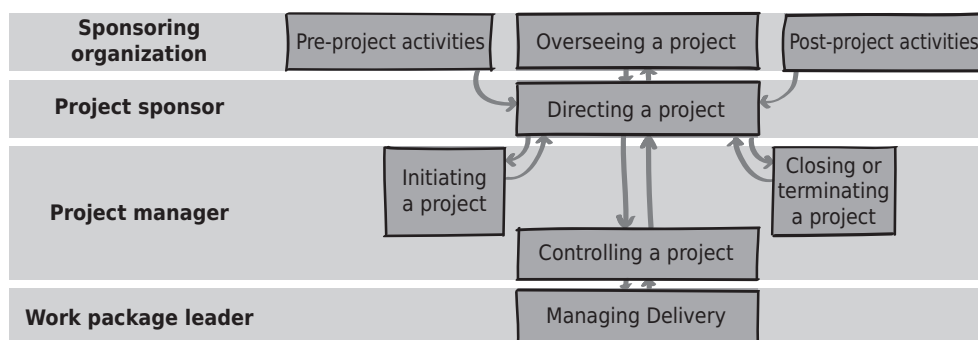 Sponsoring
organization
Pre-project activities
Overseeing a project
Post-project activities
Project sponsor
Directing a project
Project manager
Initiating
a project
Closing or
terminating
a project
Controlling a project
Work package leader
Managing Delivery